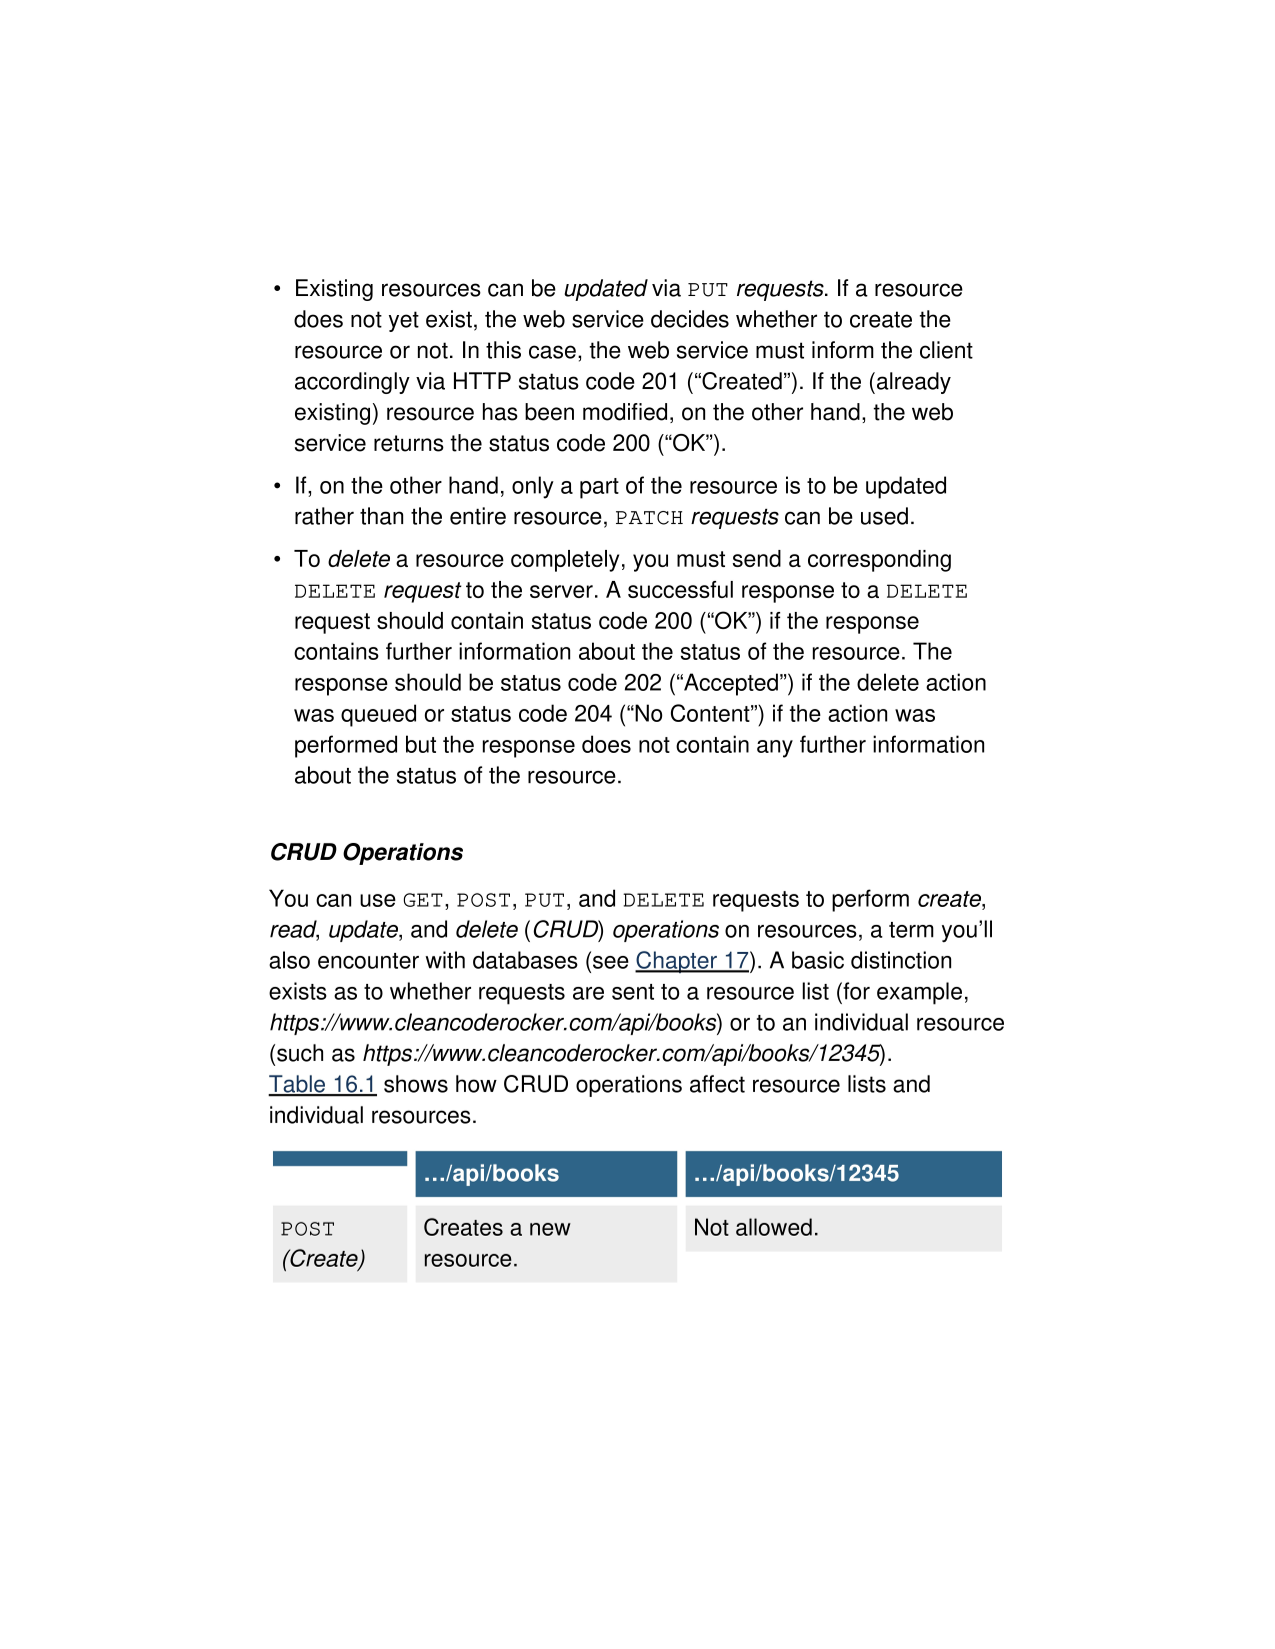 • Existing resources can be updated via PUT requests. If a resource
does not yet exist, the web service decides whether to create the
resource or not. In this case, the web service must inform the client
accordingly via HTTP status code 201 (“Created”). If the (already
existing) resource has been modified, on the other hand, the web
service returns the status code 200 (“OK”).
• If, on the other hand, only a part of the resource is to be updated
rather than the entire resource, PATCH requests can be used.
• To delete a resource completely, you must send a corresponding
DELETE request to the server. A successful response to a DELETE
request should contain status code 200 (“OK”) if the response
contains further information about the status of the resource. The
response should be status code 202 (“Accepted”) if the delete action
was queued or status code 204 (“No Content”) if the action was
performed but the response does not contain any further information
about the status of the resource.
CRUD Operations
You can use GET, POST, PUT, and DELETE requests to perform create,
read, update, and delete (CRUD) operations on resources, a term you’ll
also encounter with databases (see Chapter 17). A basic distinction
exists as to whether requests are sent to a resource list (for example,
https://www.cleancoderocker.com/api/books) or to an individual resource
(such as https://www.cleancoderocker.com/api/books/12345).
Table 16.1 shows how CRUD operations affect resource lists and
individual resources.
…/api/books …/api/books/12345
POST Creates a new Not allowed.
(Create) resource.